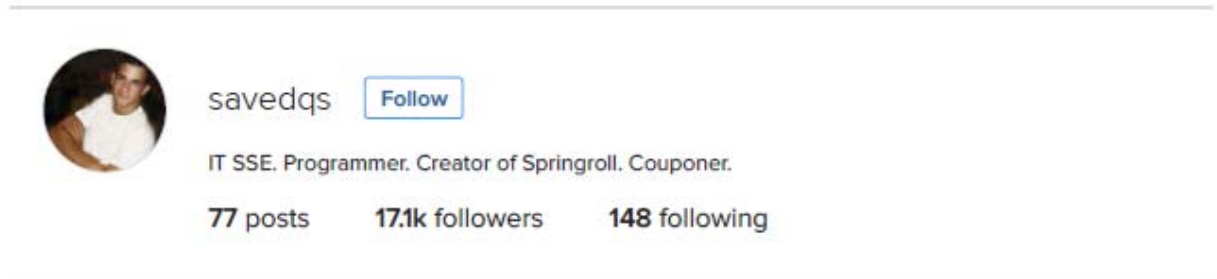 savedqs Follow
IT SSE. Programmer. Creator of Springroll. Couponer.
77 posts 17.1k followers 148 following